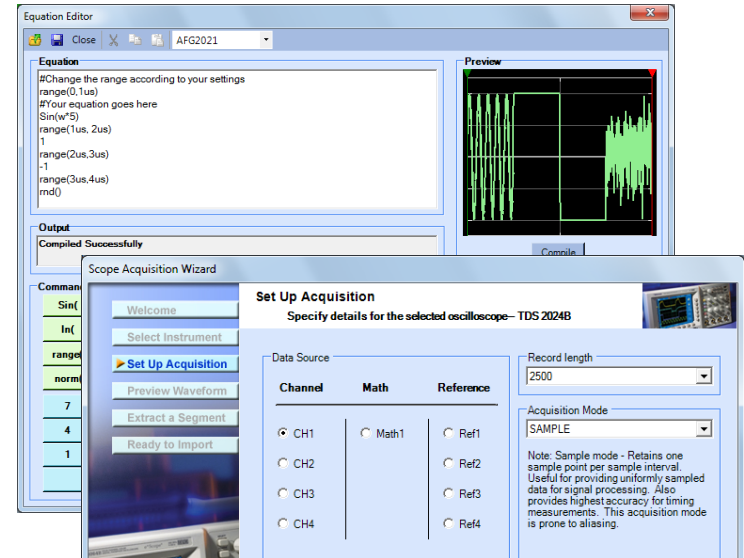 Equation Editor
Close
AFG2021
Equation
#Change the range according to your settings
range(0,1us)
#Your equation goes here
Sin(w*5)
range(1us, 2us)
1
range(2us,3us)
-1
range(3us,4us)
rnd()
Preview
Output
Compiled Successfully
Compile
Comman
Sin(
ln(
range(
norm(
7
4
1
Scope Acquisition Wizard
Welcome
Select Instrument
Set Up Acquisition
Preview Waveform
Extract a Segment
Ready to Import
Set Up Acquisition
Specify details for the selected oscilloscope– TDS 2024B
Data Source
Channel Math Reference
CH1 Math1 Ref1
CH2 Ref2
CH3 Ref3
CH4 Ref4
Record length
2500
Acquisition Mode
SAMPLE
Note: Sample mode - Retains one
sample point per sample interval.
Useful for providing uniformly sampled
data for signal processing. Also
provides highest accuracy for timing
measurements. This acquisition mode
is prone to aliasing.